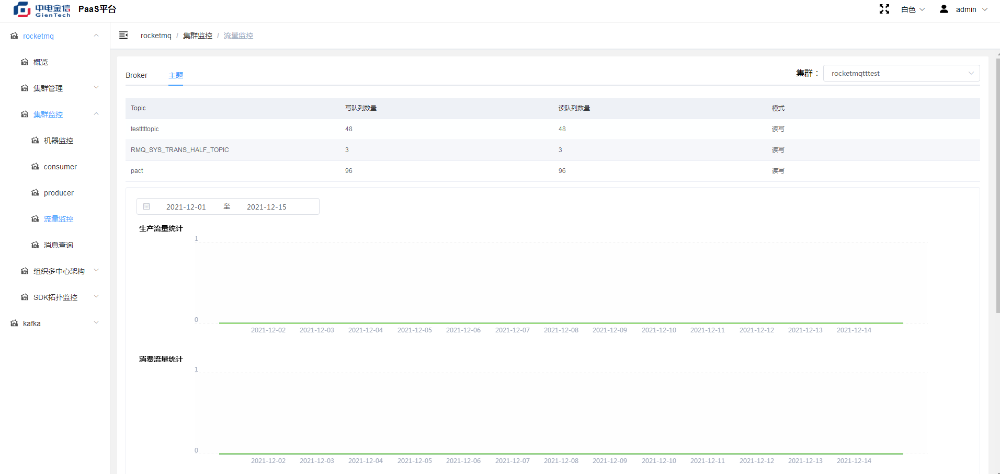 中电金信
GienTech
PaaS平台
白色
admin
rocketmq
概览
集群管理
集群监控
机器监控
consumer
producer
流量监控
消息查询
组织多中心架构
SDK拓扑监控
kafka
rocketmq / 集群监控 / 流量监控
Broker 主题
集群： rocketmqtttest
Topic 写队列数量 读队列数量 模式
testttttopic 48 48 读写
RMQ_SYS_TRANS_HALF_TOPIC 3 3 读写
pact 96 96 读写
2021-12-01 至 2021-12-15
生产流量统计
1
0
2021-12-02 2021-12-03 2021-12-04 2021-12-05 2021-12-06 2021-12-07 2021-12-08 2021-12-09 2021-12-10 2021-12-11 2021-12-12 2021-12-13 2021-12-14
消费流量统计
1
0
2021-12-02 2021-12-03 2021-12-04 2021-12-05 2021-12-06 2021-12-07 2021-12-08 2021-12-09 2021-12-10 2021-12-11 2021-12-12 2021-12-13 2021-12-14